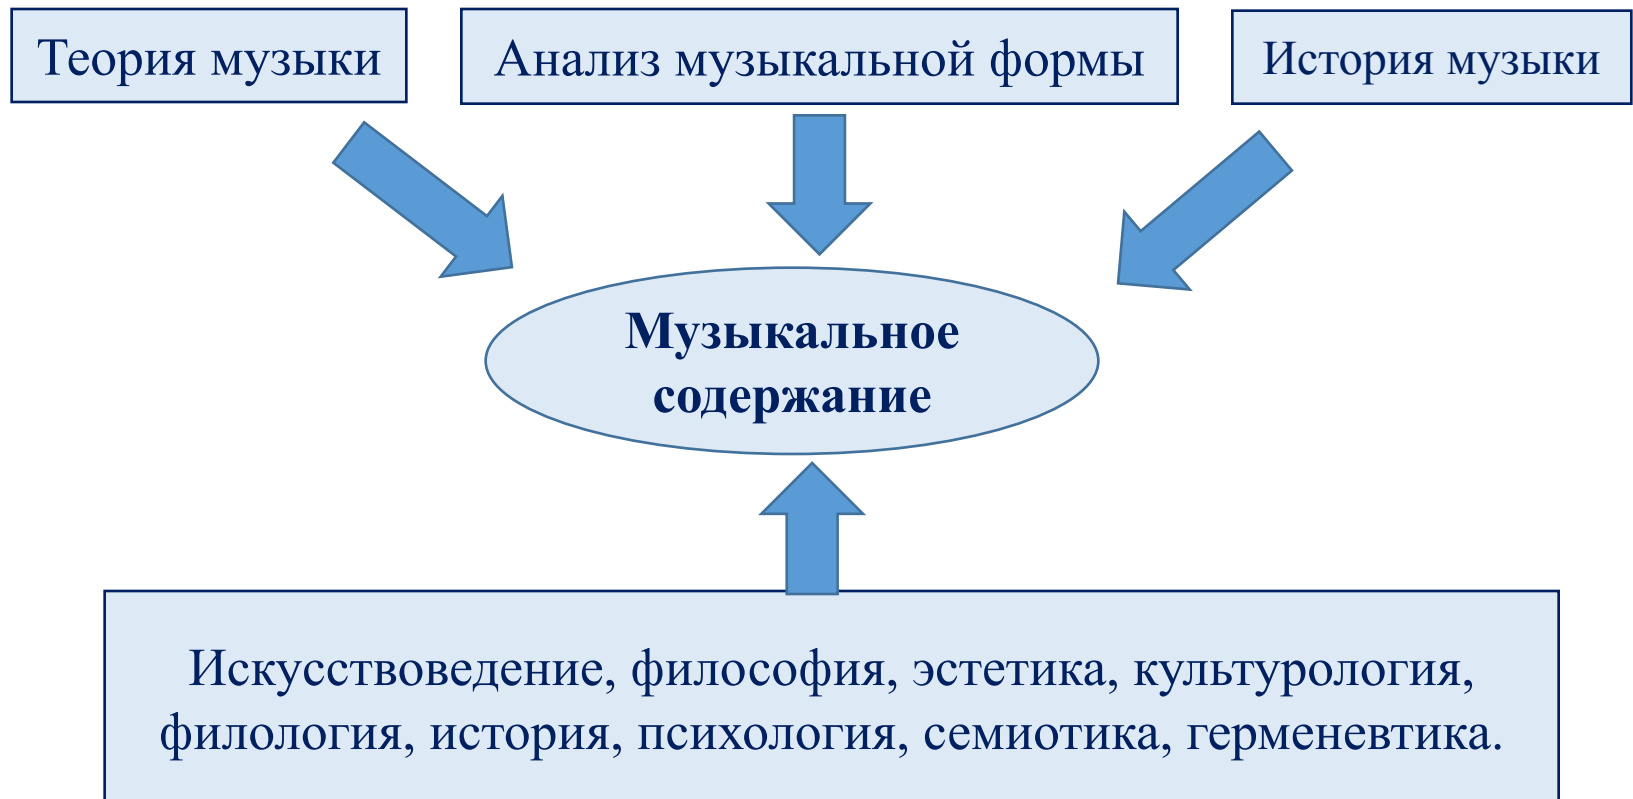 Теория музыки
Анализ музыкальной формы
История музыки
Музыкальное
содержание
Искусствоведение, философия, эстетика, культурология,
филология, история, психология, семиотика, герменевтика.